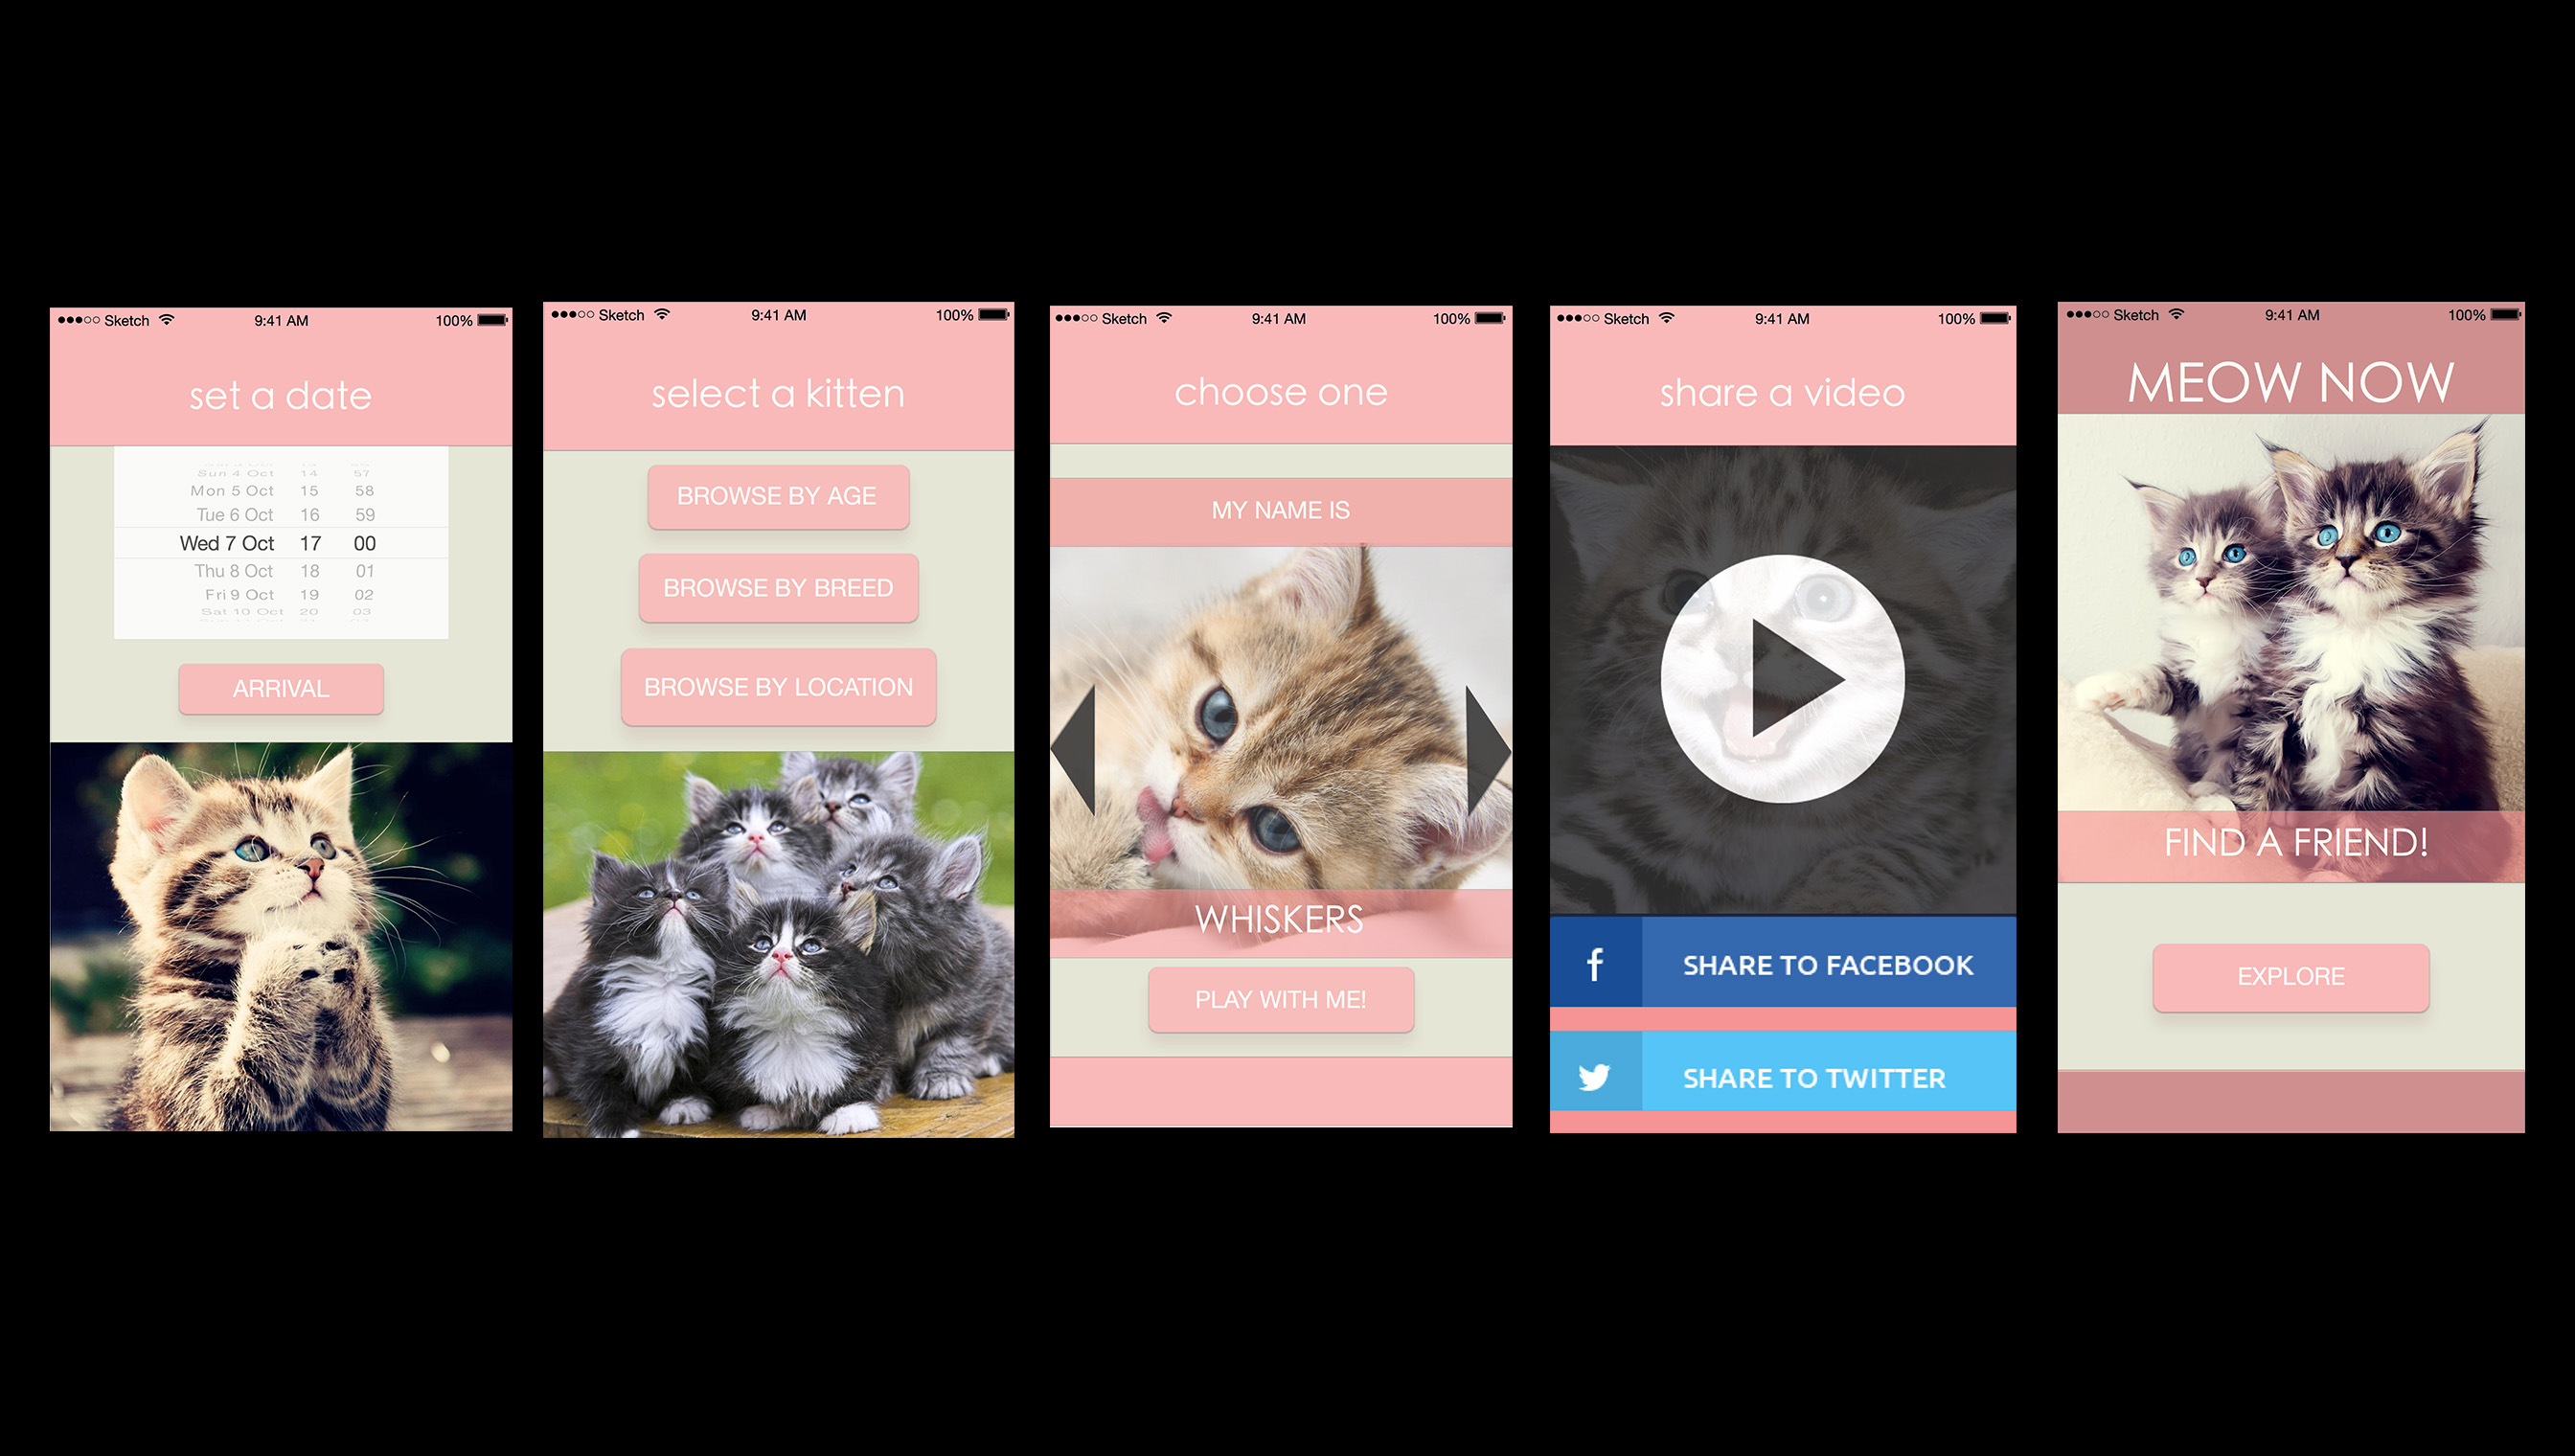 Sketch 9:41 AM 100%
set a date
Sun 4 Oct 14 57
Mon 5 Oct 15 58
Tue 6 Oct 16 59
Wed 7 Oct 17 00
Thu 8 Oct 18 01
Fri 9 Oct 19 02
Sat 10 Oct 20 03
ARRIVAL
Sketch 9:41 AM 100%
select a kitten
BROWSE BY AGE
BROWSE BY BREED
BROWSE BY LOCATION
Sketch 9:41 AM 100%
choose one
MY NAME IS
WHISKERS
PLAY WITH ME!
Sketch 9:41 AM 100%
share a video
f SHARE TO FACEBOOK
SHARE TO TWITTER
Sketch 9:41 AM 100%
MEOW NOW
FIND A FRIEND!
EXPLORE